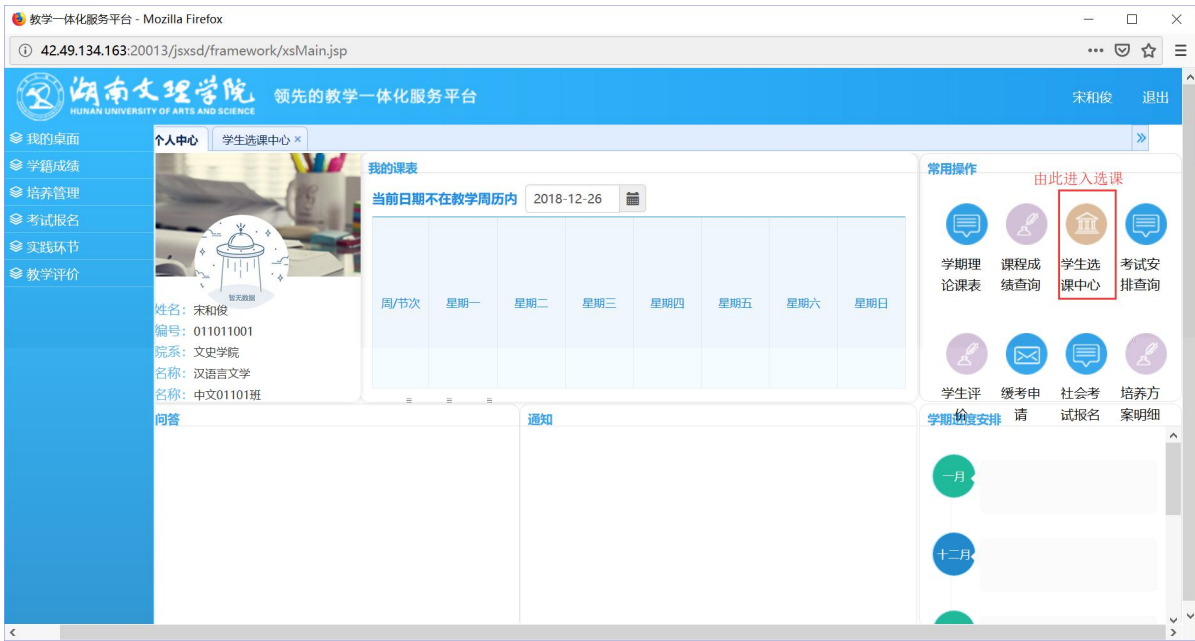 教学一体化服务平台 - Mozilla Firefox
42.49.134.163:20013/jsxsd/framework/xsMain.jsp
湖南文理学院
HUNAN UNIVERSITY OF ARTS AND SCIENCE
领先的教学一体化服务平台
宋和俊 退出
我的桌面
学籍成绩
培养管理
考试报名
实践环节
教学评价
个人中心 学生选课中心 ×
暂无数据
姓名：宋和俊
编号：011011001
院系：文史学院
名称：汉语言文学
名称：中文01101班
我的课表
当前日期不在教学周历内 2018-12-26
周/节次 星期一 星期二 星期三 星期四 星期五 星期六 星期日
常用操作
由此进入选课
学期理论课表
课程成绩查询
学生选课中心
考试安排查询
学生评价
缓考申请
社会考试报名
培养方案明细
问答
通知
学期进度安排
一月
十二月